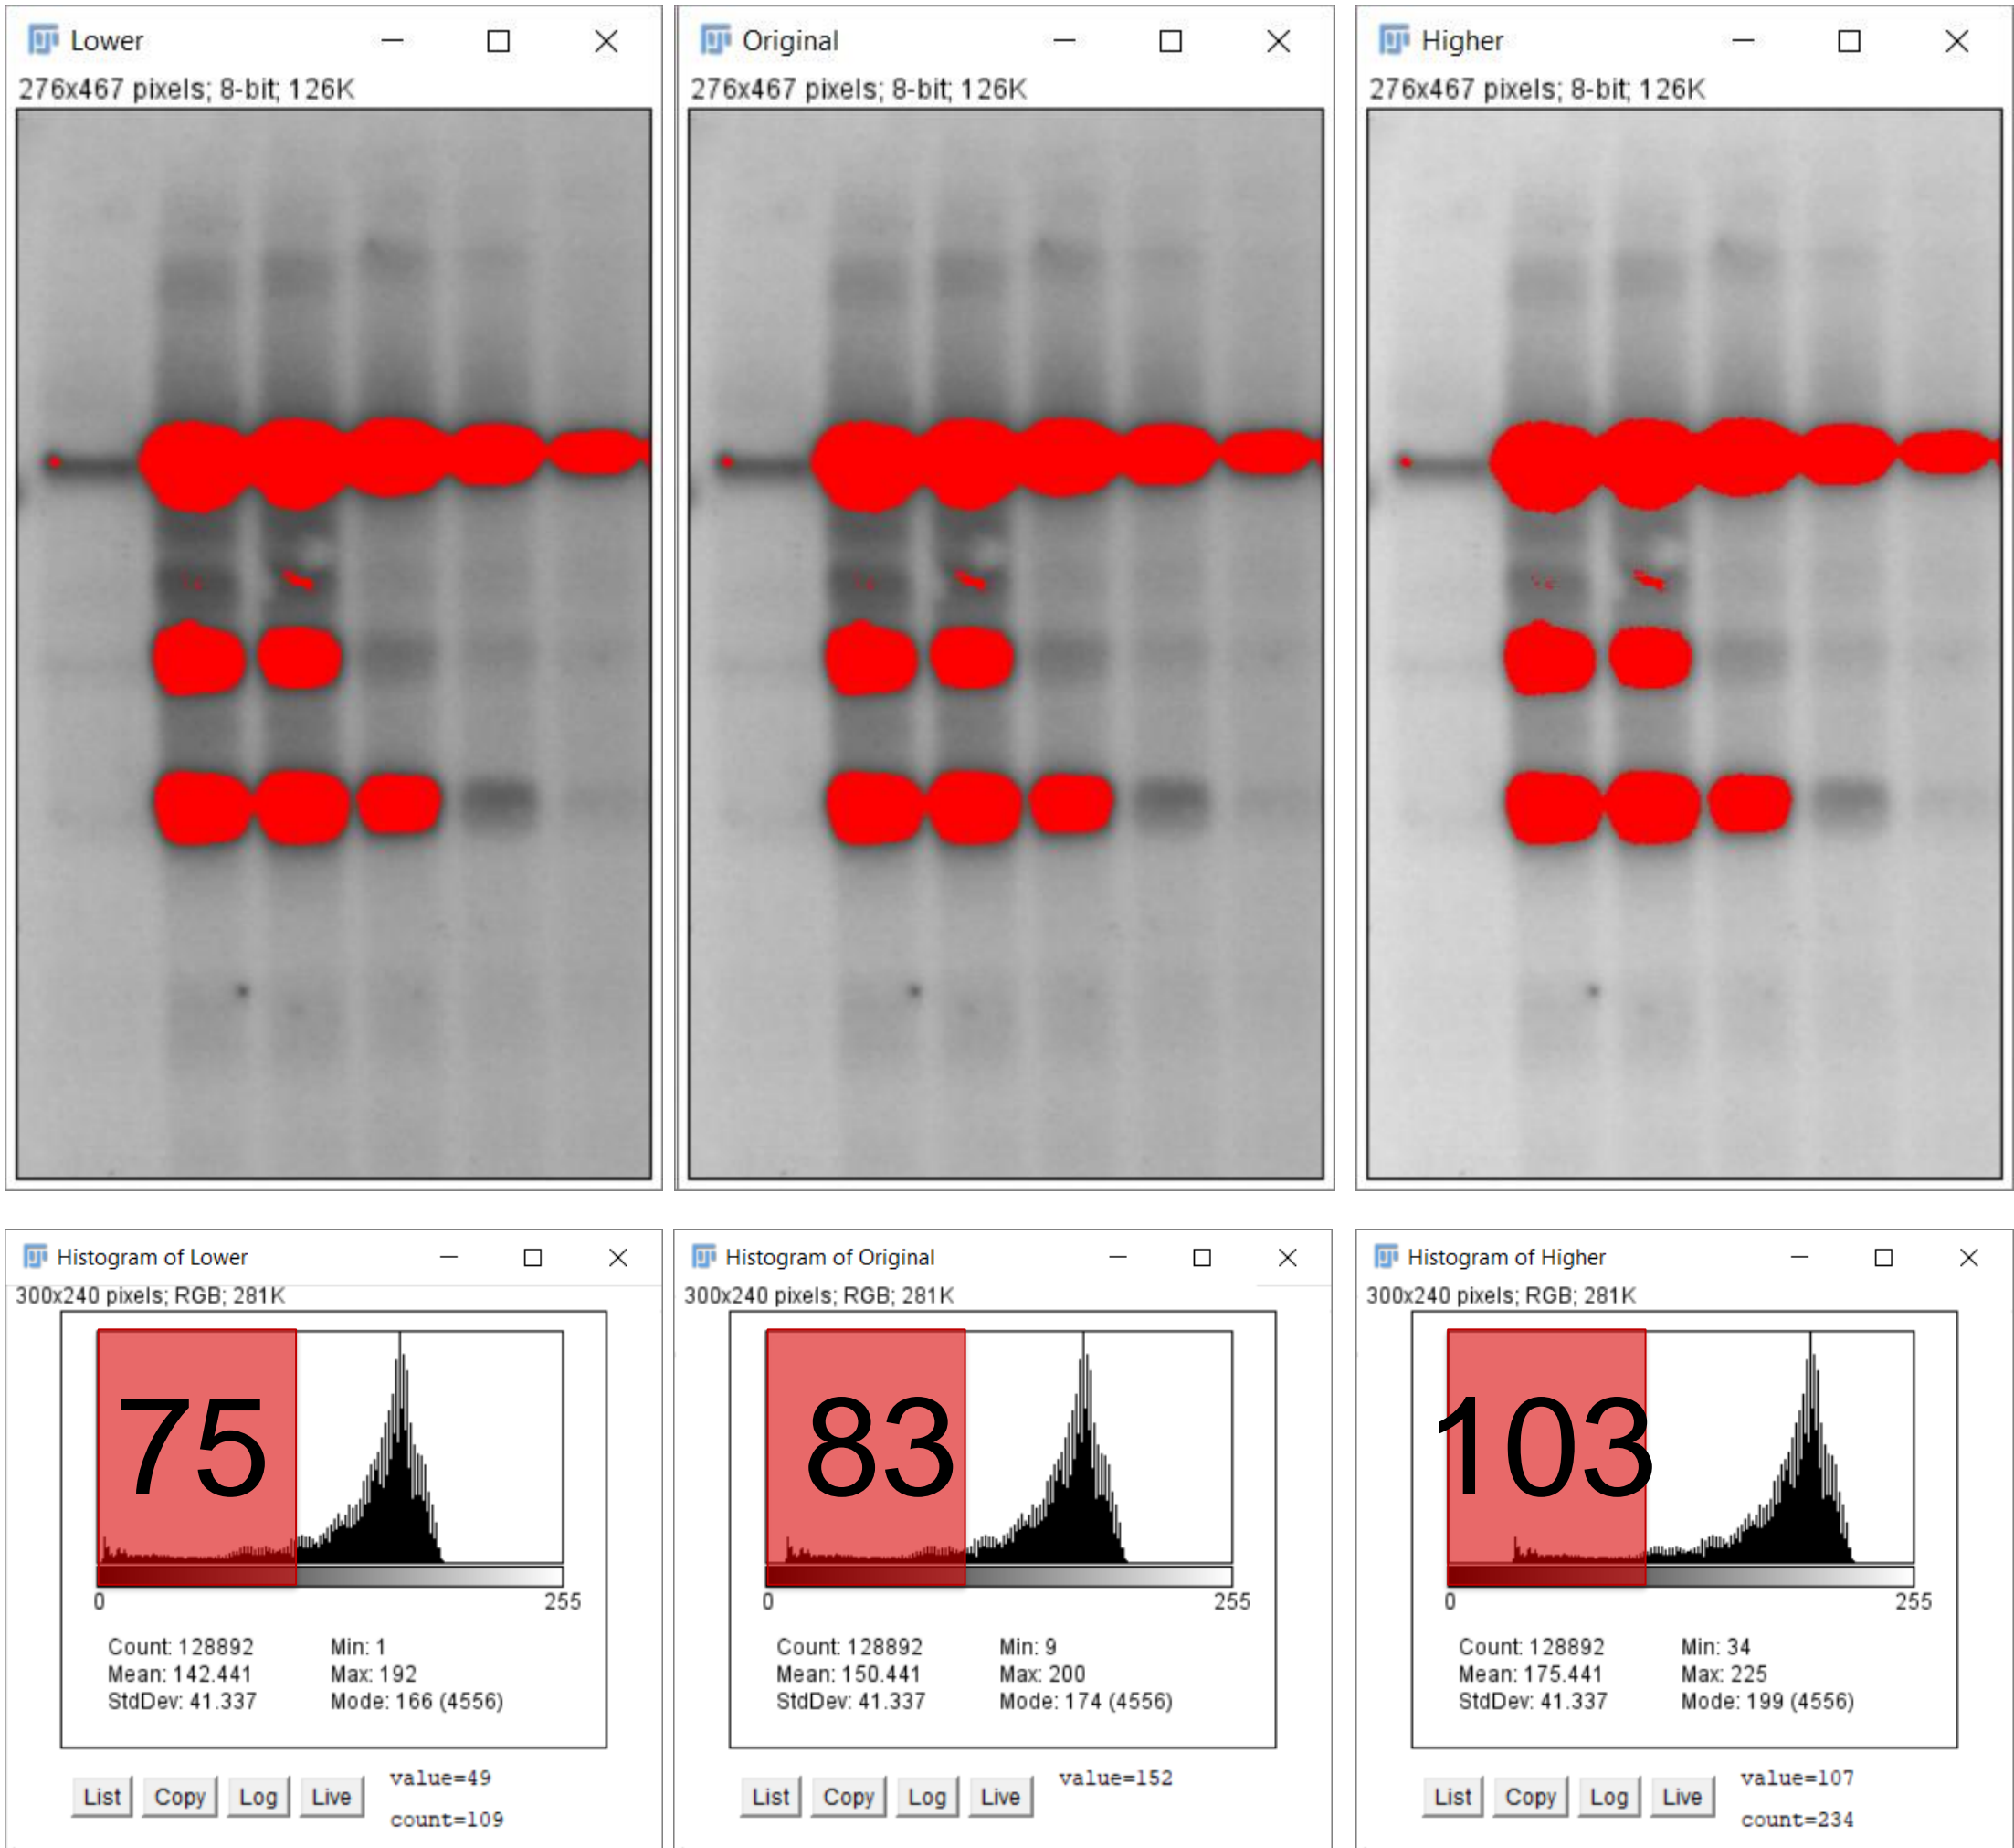 Lower
276x467 pixels; 8-bit; 126K
Original
276x467 pixels; 8-bit; 126K
Higher
276x467 pixels; 8-bit; 126K
Histogram of Lower
300x240 pixels; RGB; 281K
75
0 255
Count: 128892 Min: 1
Mean: 142.441 Max: 192
StdDev: 41.337 Mode: 166 (4556)
List Copy Log Live
value=49
count=109
Histogram of Original
300x240 pixels; RGB; 281K
83
0 255
Count: 128892 Min: 9
Mean: 150.441 Max: 200
StdDev: 41.337 Mode: 174 (4556)
List Copy Log Live
value=152
Histogram of Higher
300x240 pixels; RGB; 281K
103
0 255
Count: 128892 Min: 34
Mean: 175.441 Max: 225
StdDev: 41.337 Mode: 199 (4556)
List Copy Log Live
value=107
count=234